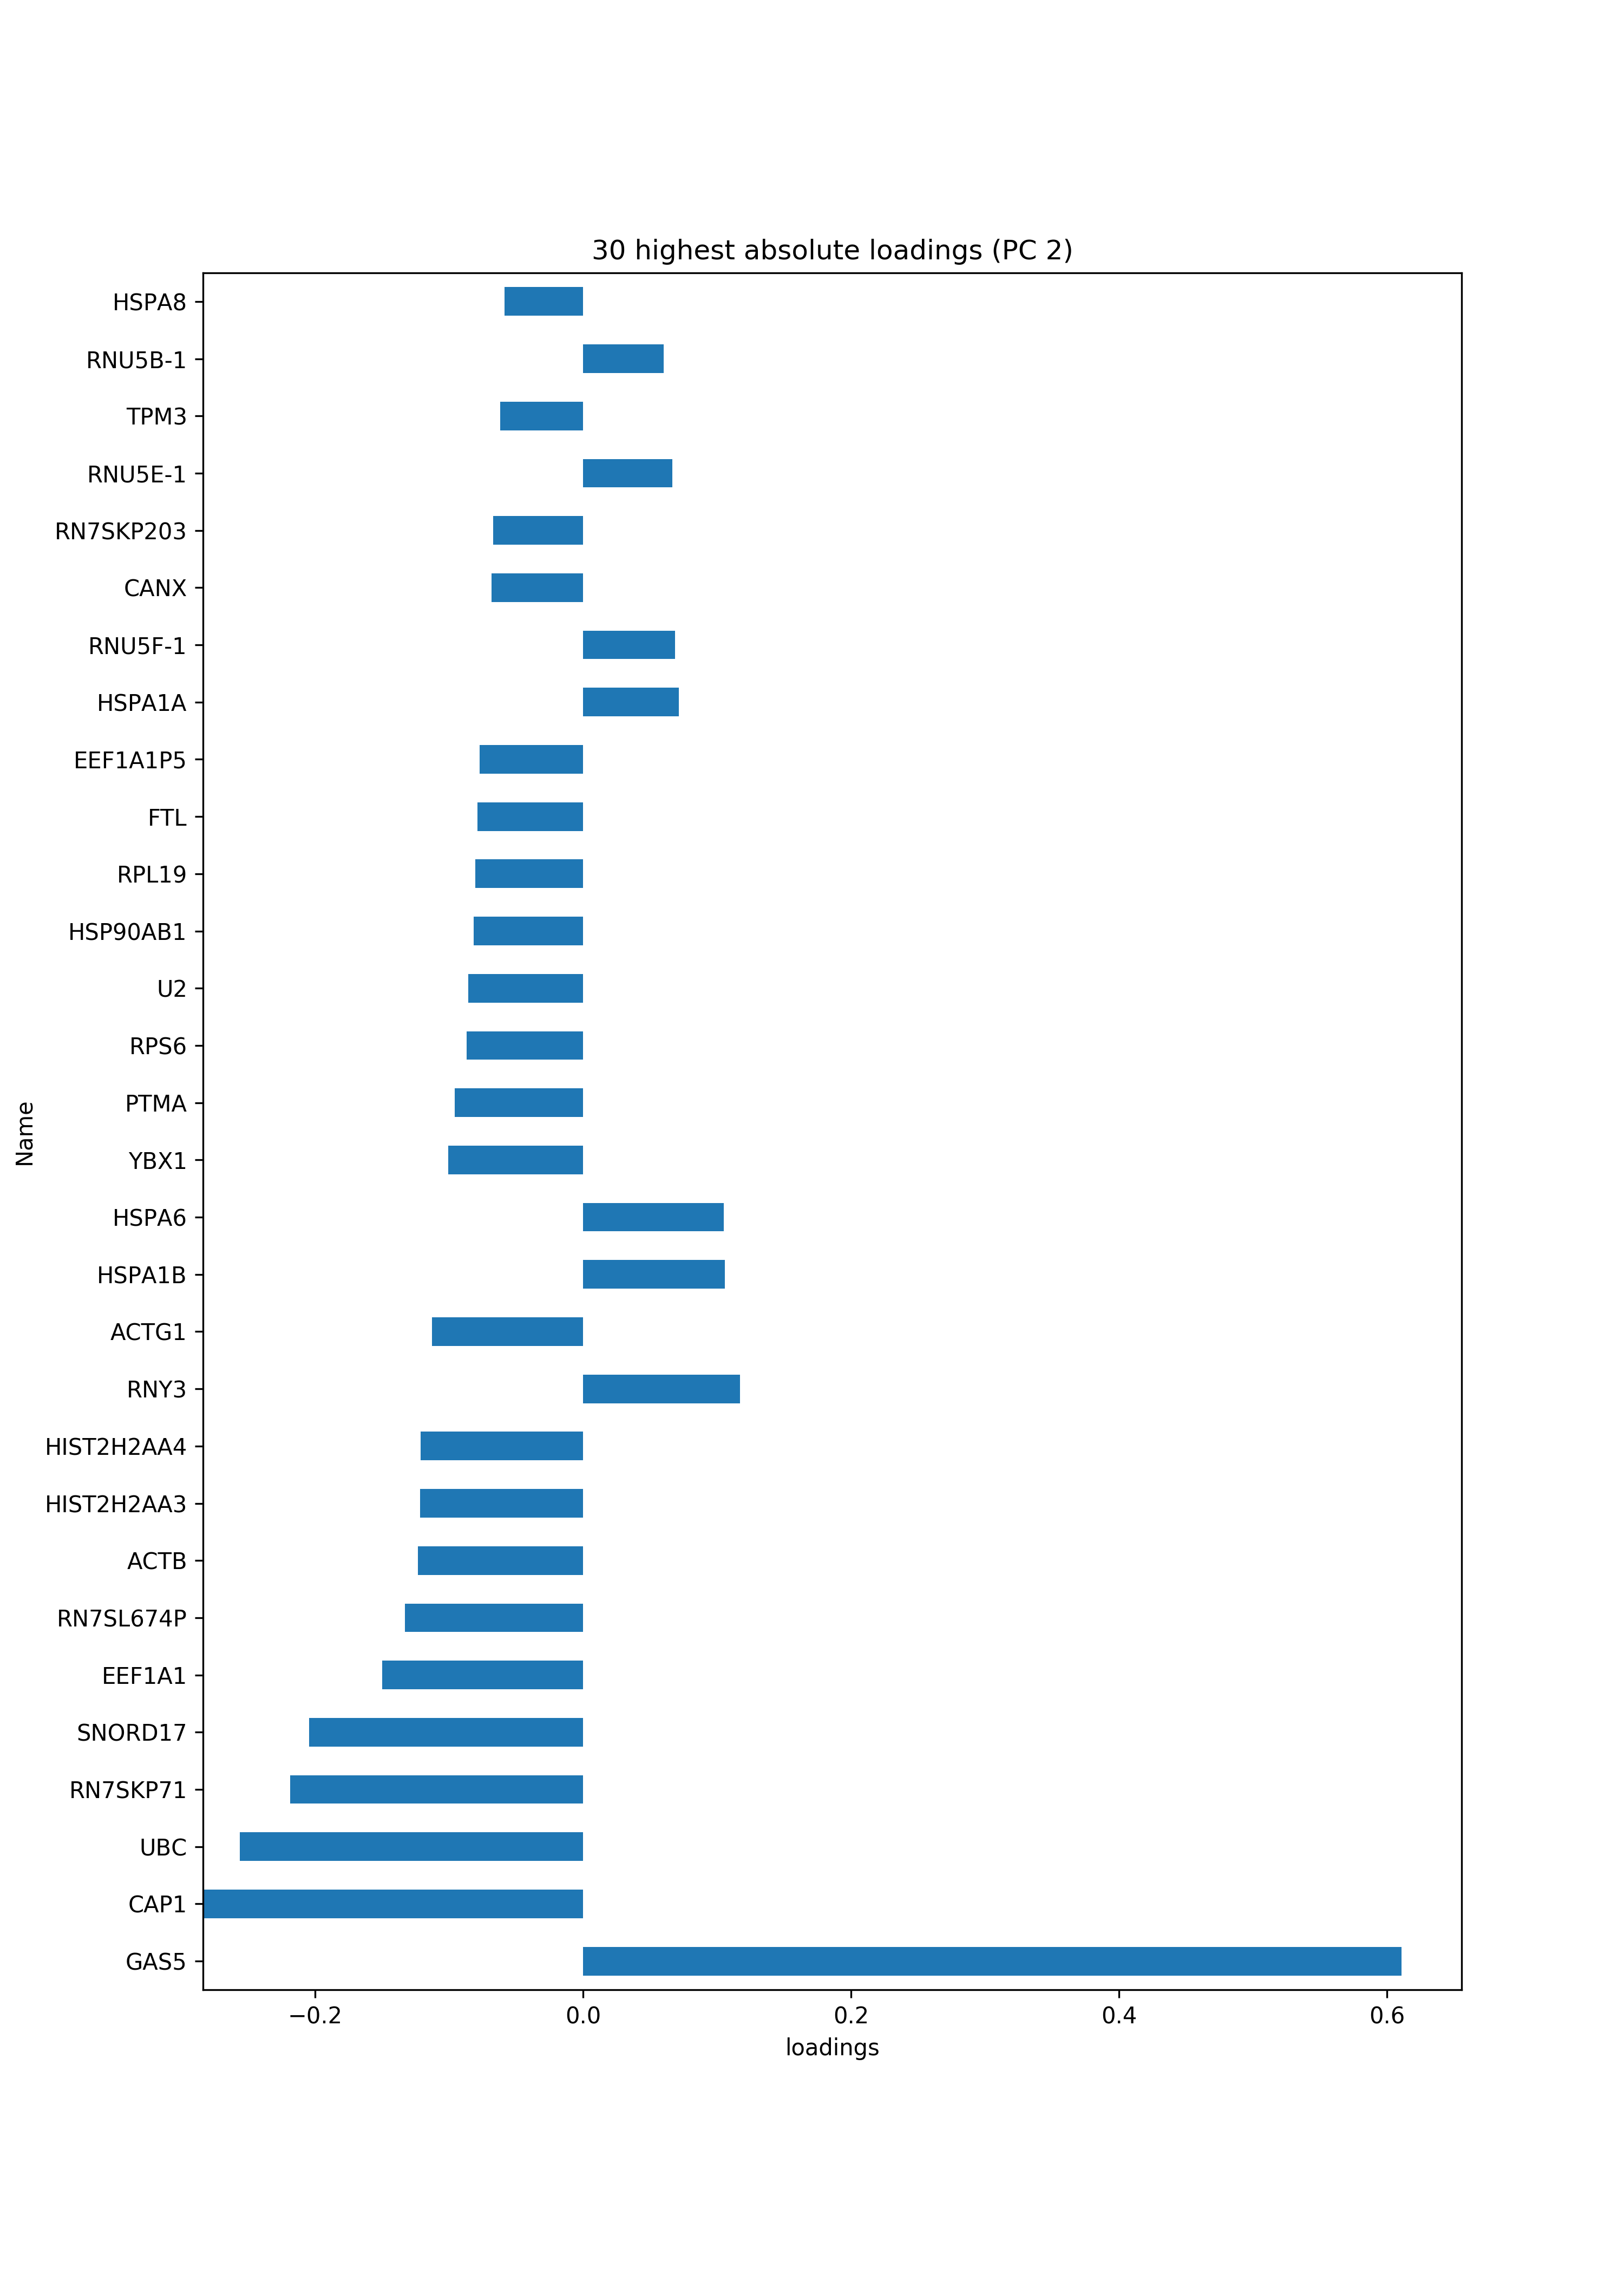 30 highest absolute loadings (PC 2)
HSPA8
RNU5B-1
TPM3
RNU5E-1
RN7SKP203
CANX
RNU5F-1
HSPA1A
EEF1A1P5
FTL
RPL19
HSP90AB1
U2
RPS6
PTMA
YBX1
HSPA6
HSPA1B
ACTG1
RNY3
HIST2H2AA4
HIST2H2AA3
ACTB
RN7SL674P
EEF1A1
SNORD17
RN7SKP71
UBC
CAP1
GAS5
Name
−0.2 0.0 0.2 0.4 0.6
loadings